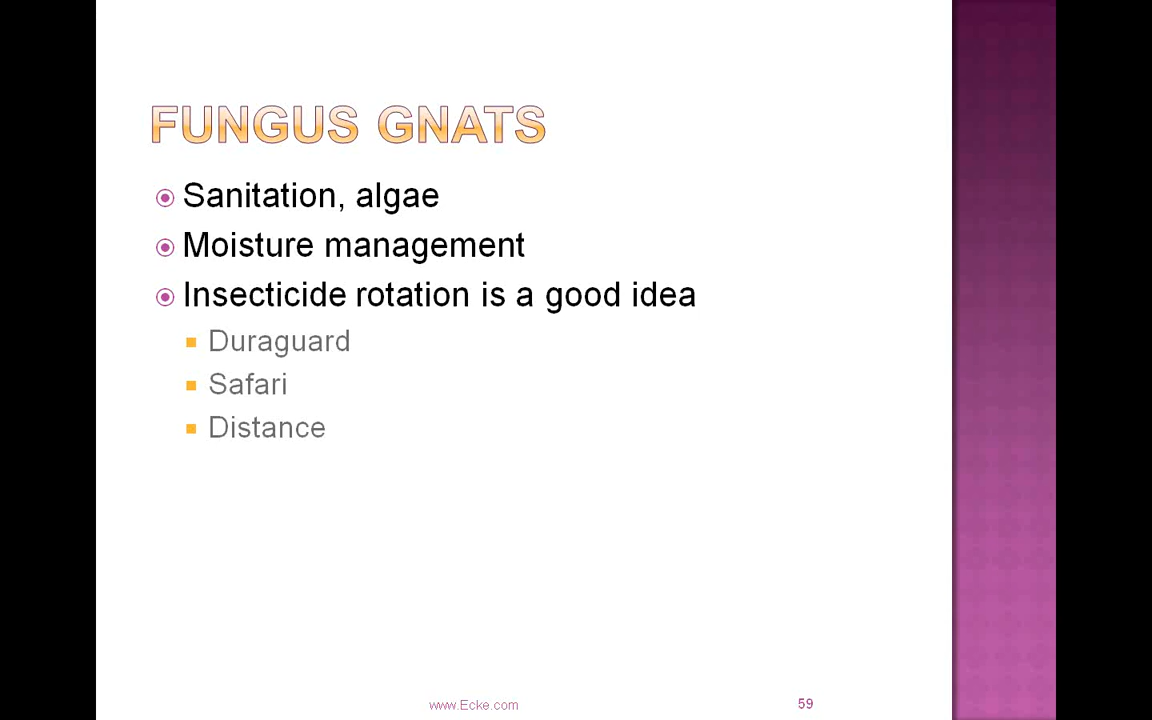 FUNGUS GNATS
Sanitation, algae
Moisture management
Insecticide rotation is a good idea
Duraguard
Safari
Distance
www.Ecke.com
59